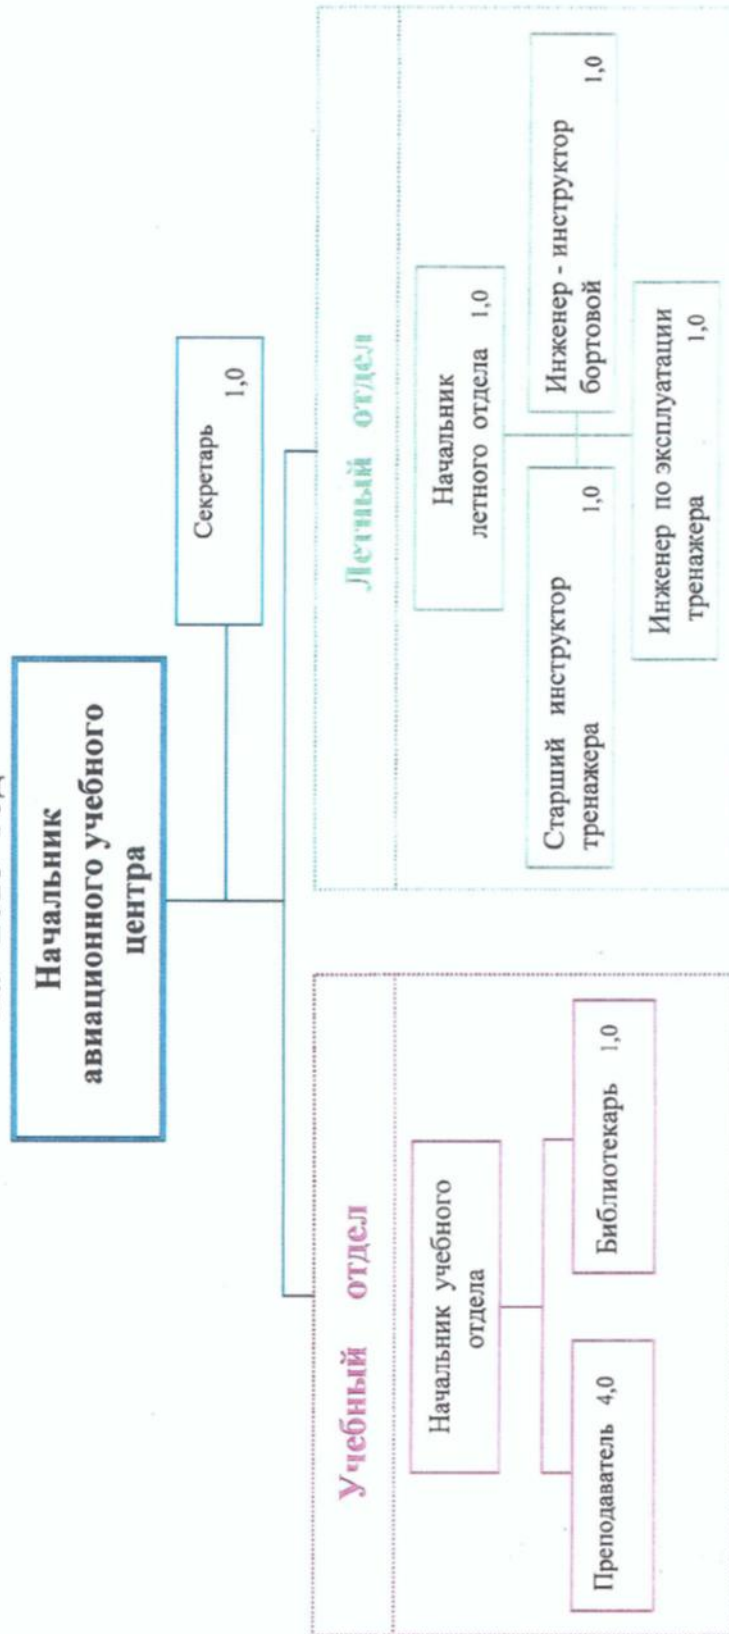 Начальник
авиационного учебного
центра
Секретарь
1,0
Учебный отдел
Начальник учебного
отдела
Преподаватель 4,0
Библиотекарь 1,0
Летный отдел
Начальник
летного отдела 1,0
Старший инструктор
тренажера 1,0
Инженер - инструктор
бортовой 1,0
Инженер по эксплуатации
тренажера 1,0